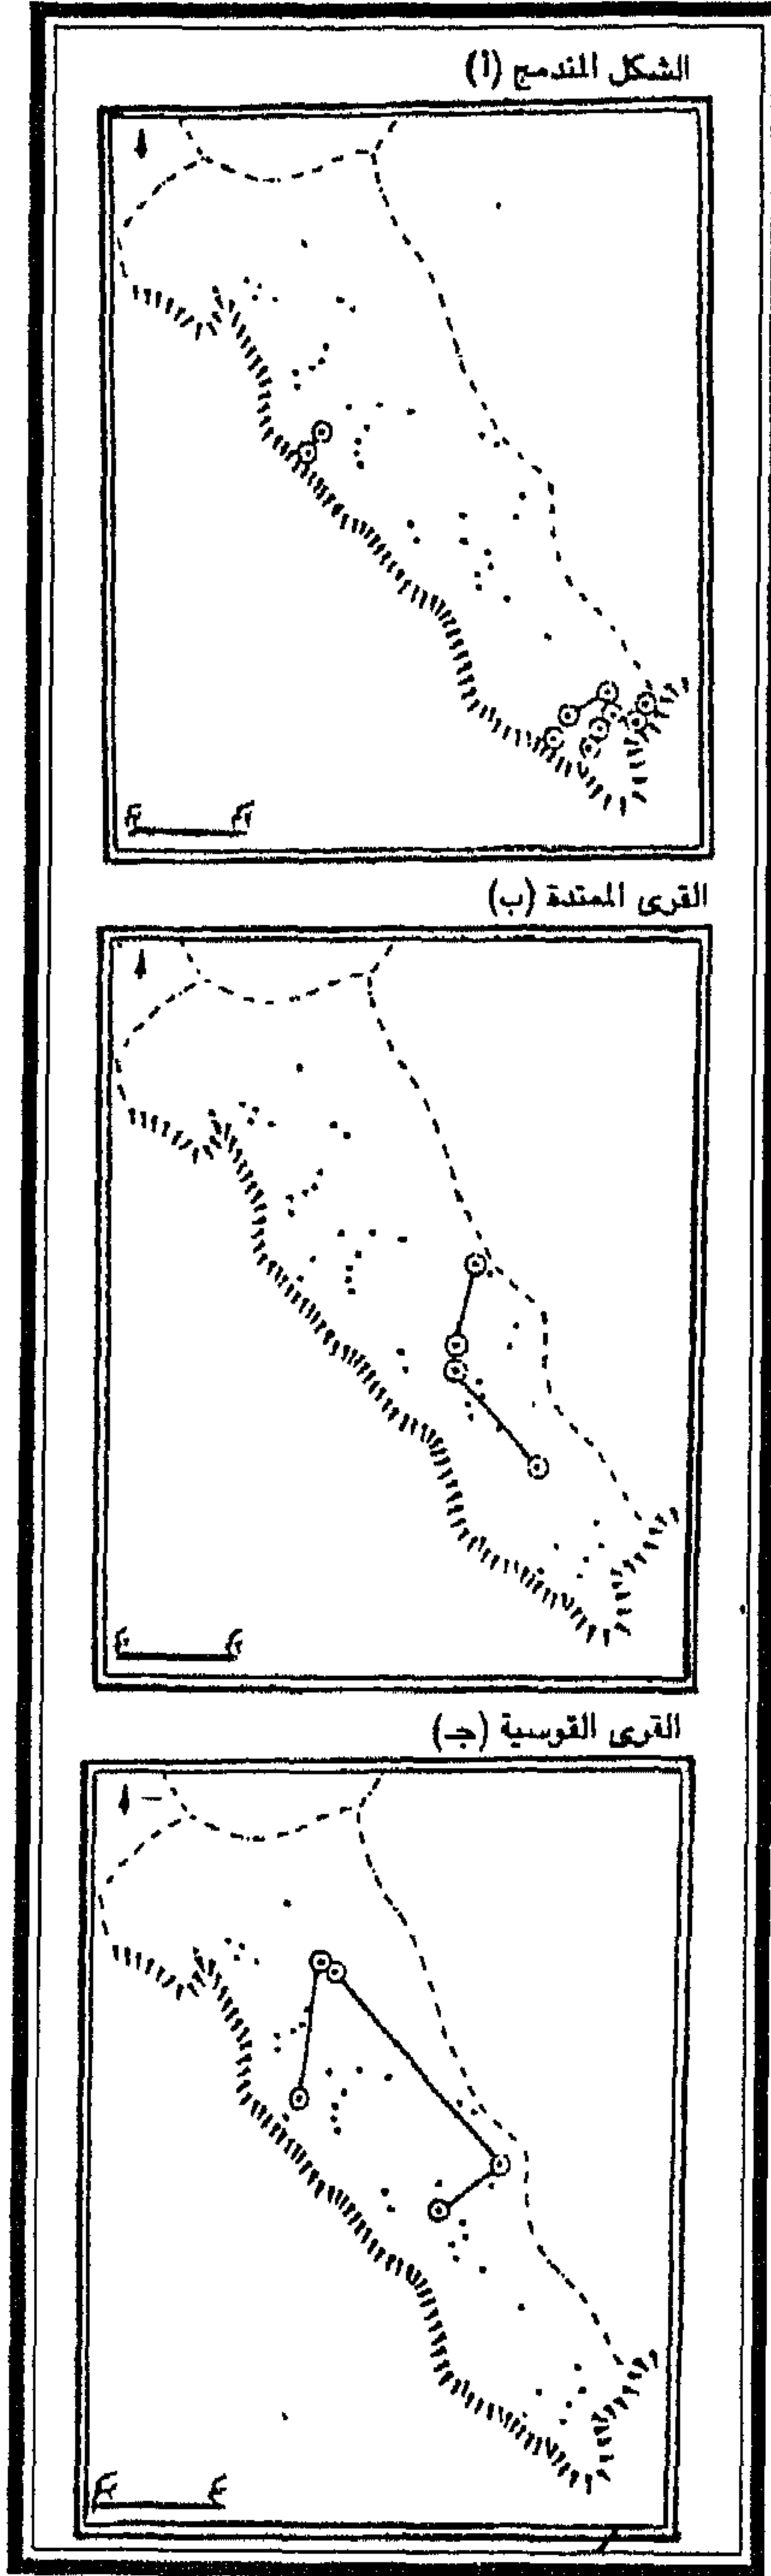 الشكل المندمج (أ)
القرى الممتدة (ب)
القرى القوسية (جـ)